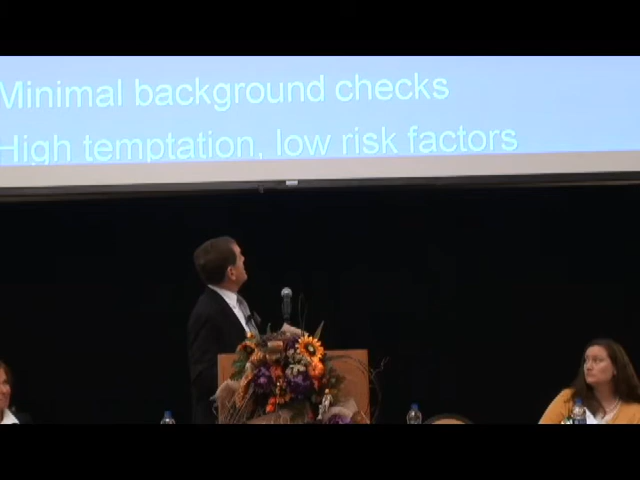 Minimal background checks
High temptation, low risk factors